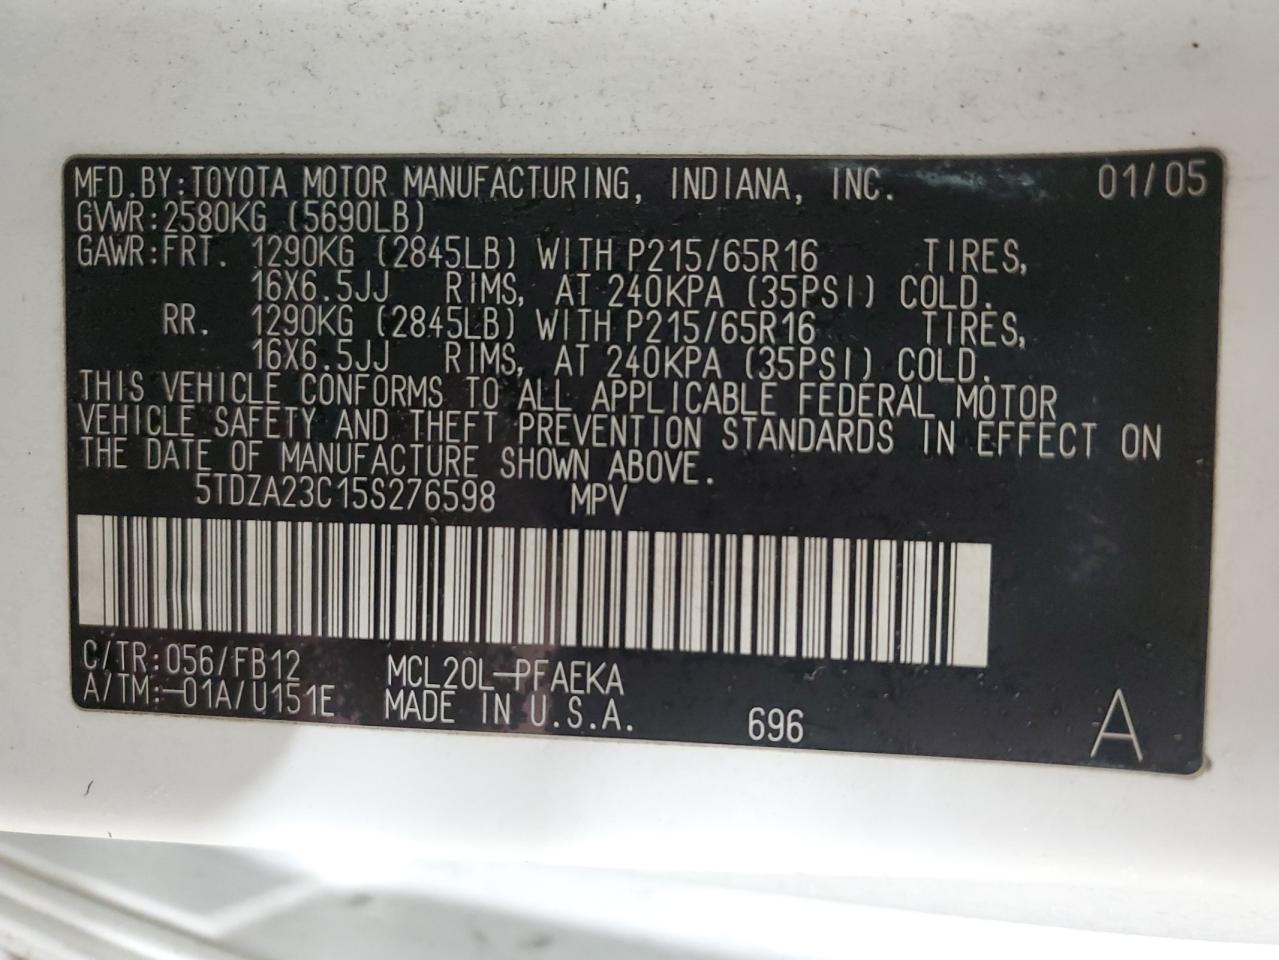 MFD.BY:TOYOTA MOTOR MANUFACTURING, INDIANA, INC. 01/05
GVWR:2580KG (5690LB)
GAWR:FRT. 1290KG (2845LB) WITH P215/65R16 TIRES,
16X6.5JJ RIMS, AT 240KPA (35PSI) COLD.
RR. 1290KG (2845LB) WITH P215/65R16 TIRES,
16X6.5JJ RIMS, AT 240KPA (35PSI) COLD.
THIS VEHICLE CONFORMS TO ALL APPLICABLE FEDERAL MOTOR
VEHICLE SAFETY AND THEFT PREVENTION STANDARDS IN EFFECT ON
THE DATE OF MANUFACTURE SHOWN ABOVE.
5TDZA23C15S276598 MPV
C/TR:056/FB12 MCL20L-PFAEKA
A/TM:-01A/U151E MADE IN U.S.A. 696 A